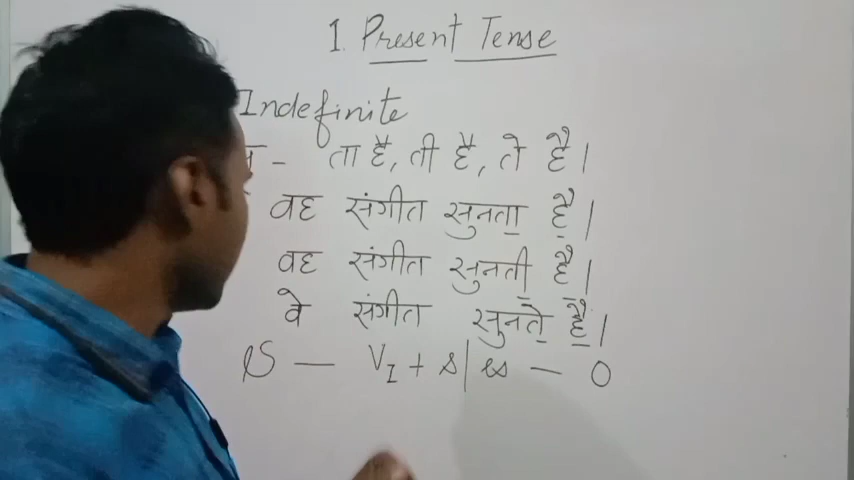 1. Present Tense
Indefinite
- ता है, ती है, ते है।
वह संगीत सुनता है।
वह संगीत सुनती है।
वे संगीत सुनते है।
S — V1 + s | es — O